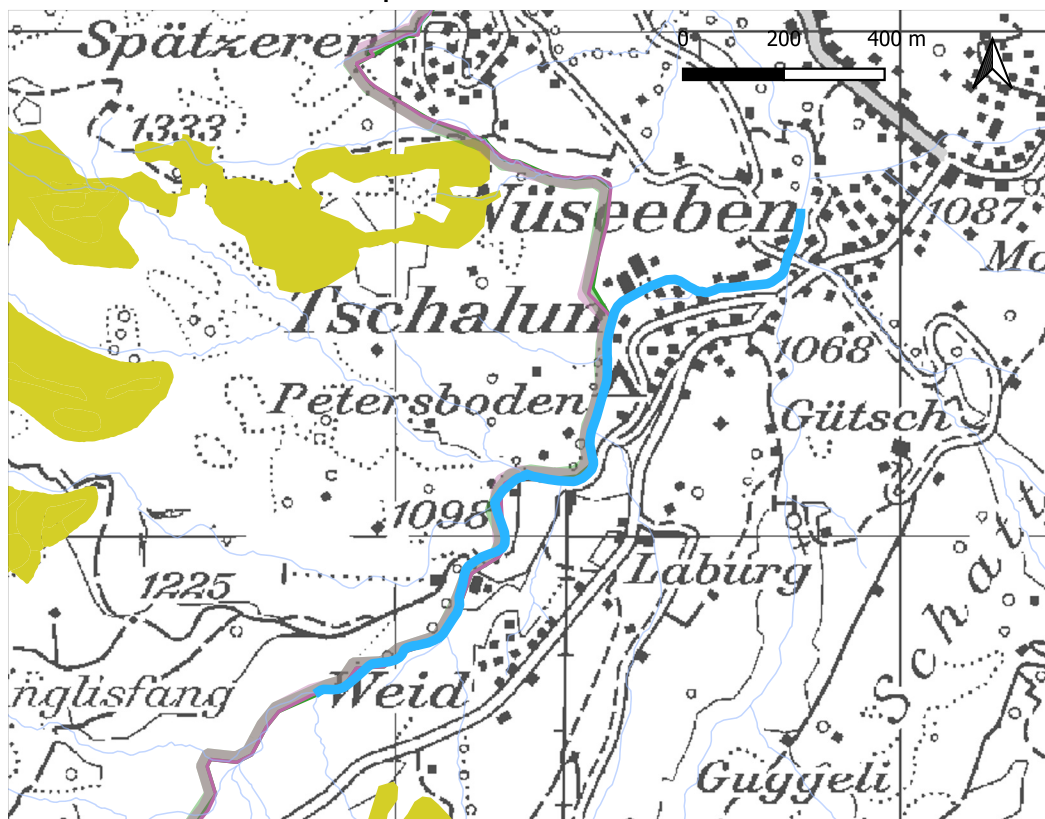 Spätzeren
0 200 400 m
1333
Nuseeben
1087
Mo
Tschalun
1068
Petersboden
Gütsch
1098
Laburg
1225
Schatt
nglisfang
Weid
Guggeli